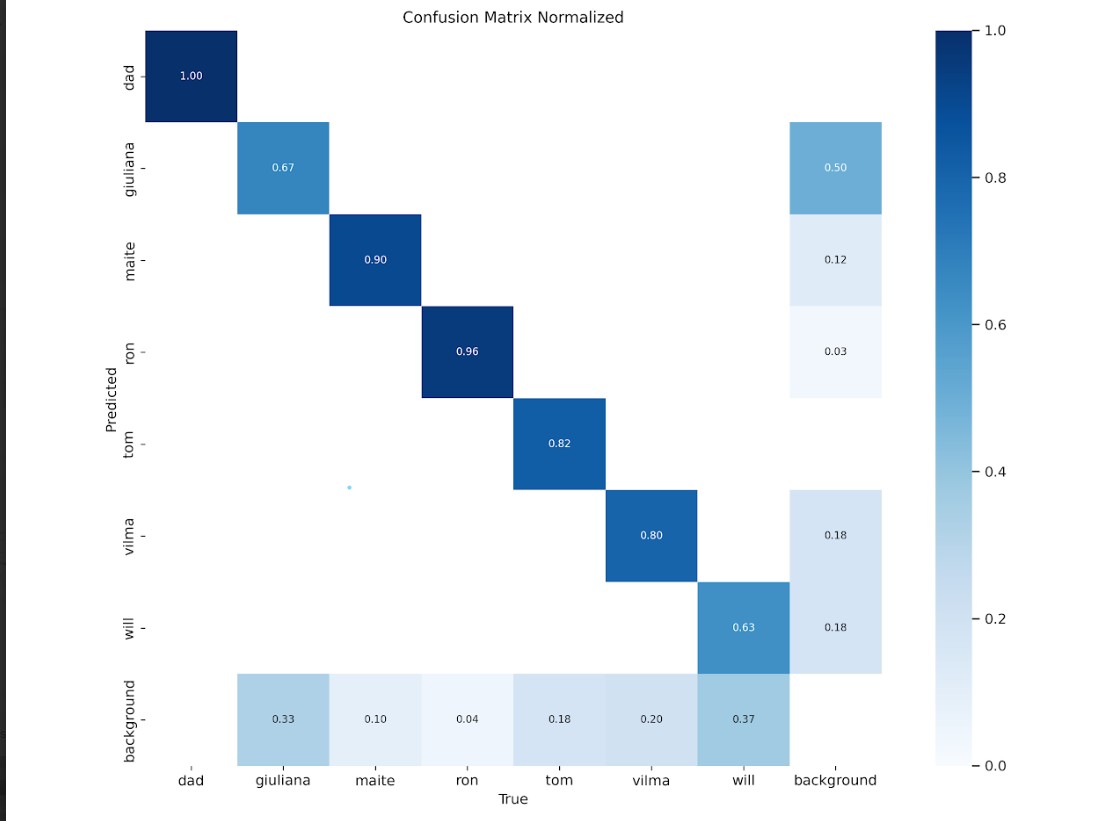 Confusion Matrix Normalized
1.0
dad
1.00
giuliana
0.67
0.50
0.8
maite
0.90
0.12
0.6
ron
0.96
0.03
Predicted
tom
0.82
0.4
vilma
0.80
0.18
will
0.63
0.18
0.2
background
0.33
0.10
0.04
0.18
0.20
0.37
0.0
dad
giuliana
maite
ron
tom
vilma
will
background
True